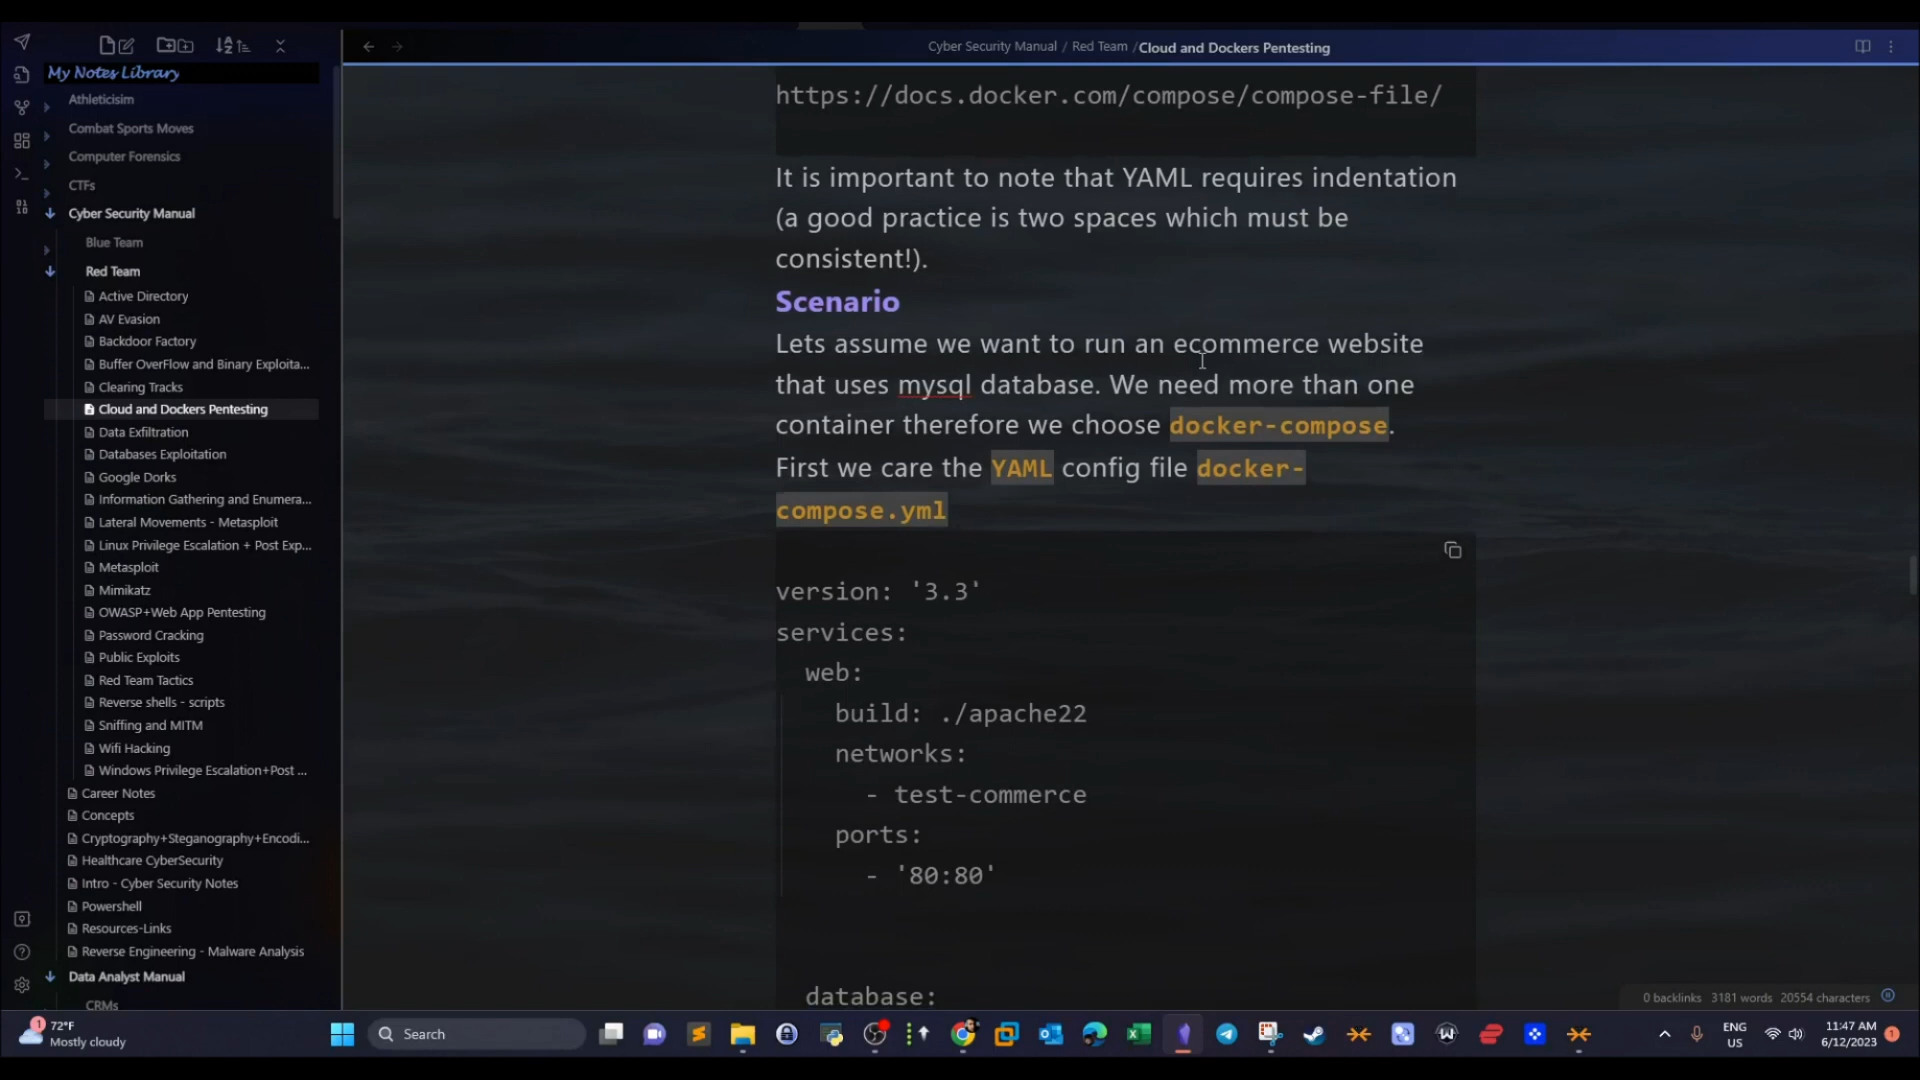 My Notes Library
Athleticisim
Combat Sports Moves
Computer Forensics
CTFs
Cyber Security Manual
Blue Team
Red Team
Active Directory
AV Evasion
Backdoor Factory
Buffer OverFlow and Binary Exploita...
Clearing Tracks
Cloud and Dockers Pentesting
Data Exfiltration
Databases Exploitation
Google Dorks
Information Gathering and Enumera...
Lateral Movements - Metasploit
Linux Privilege Escalation + Post Exp...
Metasploit
Mimikatz
OWASP+Web App Pentesting
Password Cracking
Public Exploits
Red Team Tactics
Reverse shells - scripts
Sniffing and MITM
Wifi Hacking
Windows Privilege Escalation+Post ...
Career Notes
Concepts
Cryptography+Steganography+Encodi...
Healthcare CyberSecurity
Intro - Cyber Security Notes
Powershell
Resources-Links
Reverse Engineering - Malware Analysis
Data Analyst Manual
CRMs
Cyber Security Manual / Red Team / Cloud and Dockers Pentesting
https://docs.docker.com/compose/compose-file/
It is important to note that YAML requires indentation
(a good practice is two spaces which must be
consistent!).
Scenario
Lets assume we want to run an ecommerce website
that uses mysql database. We need more than one
container therefore we choose docker-compose.
First we care the YAML config file docker-
compose.yml
version: '3.3'
services:
  web:
    build: ./apache22
    networks:
      - test-commerce
    ports:
      - '80:80'
  database:
0 backlinks 3181 words 20554 characters
1
72°F
Mostly cloudy
Search
ENG
US
11:47 AM
6/12/2023
1